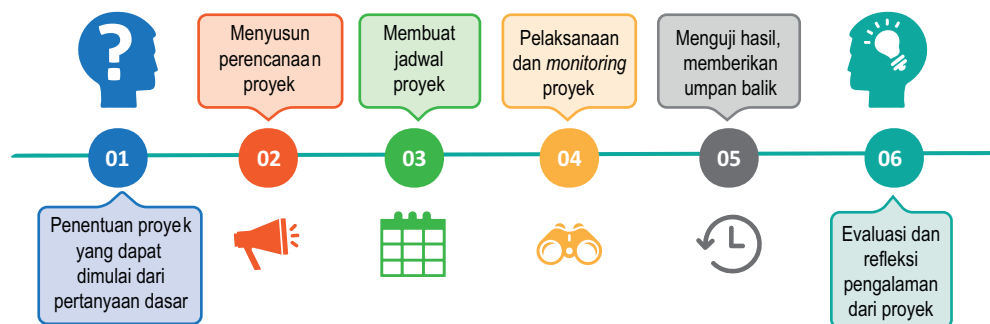 ?
Menyusun
perencanaan
proyek
Membuat
jadwal
proyek
Pelaksanaan
dan monitoring
proyek
Menguji hasil,
memberikan
umpan balik
01
02
03
04
05
06
Penentuan proyek
yang dapat
dimulai dari
pertanyaan dasar
Evaluasi dan
refleksi
pengalaman
dari proyek